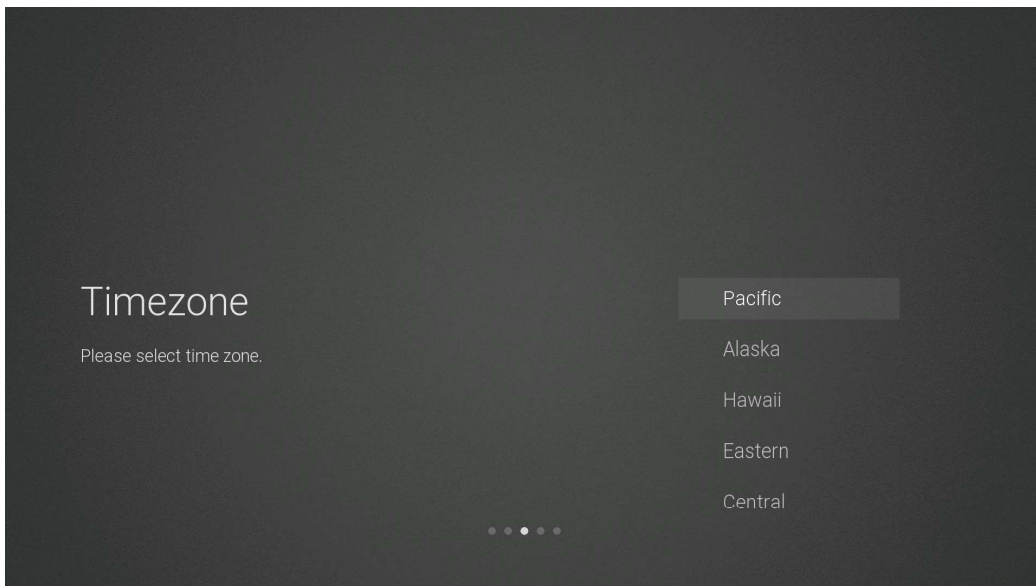 Timezone
Please select time zone.
Pacific
Alaska
Hawaii
Eastern
Central